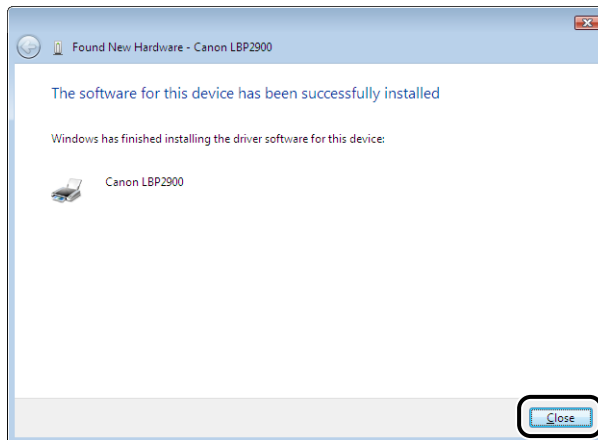 Found New Hardware - Canon LBP2900
The software for this device has been successfully installed
Windows has finished installing the driver software for this device:
Canon LBP2900
Close